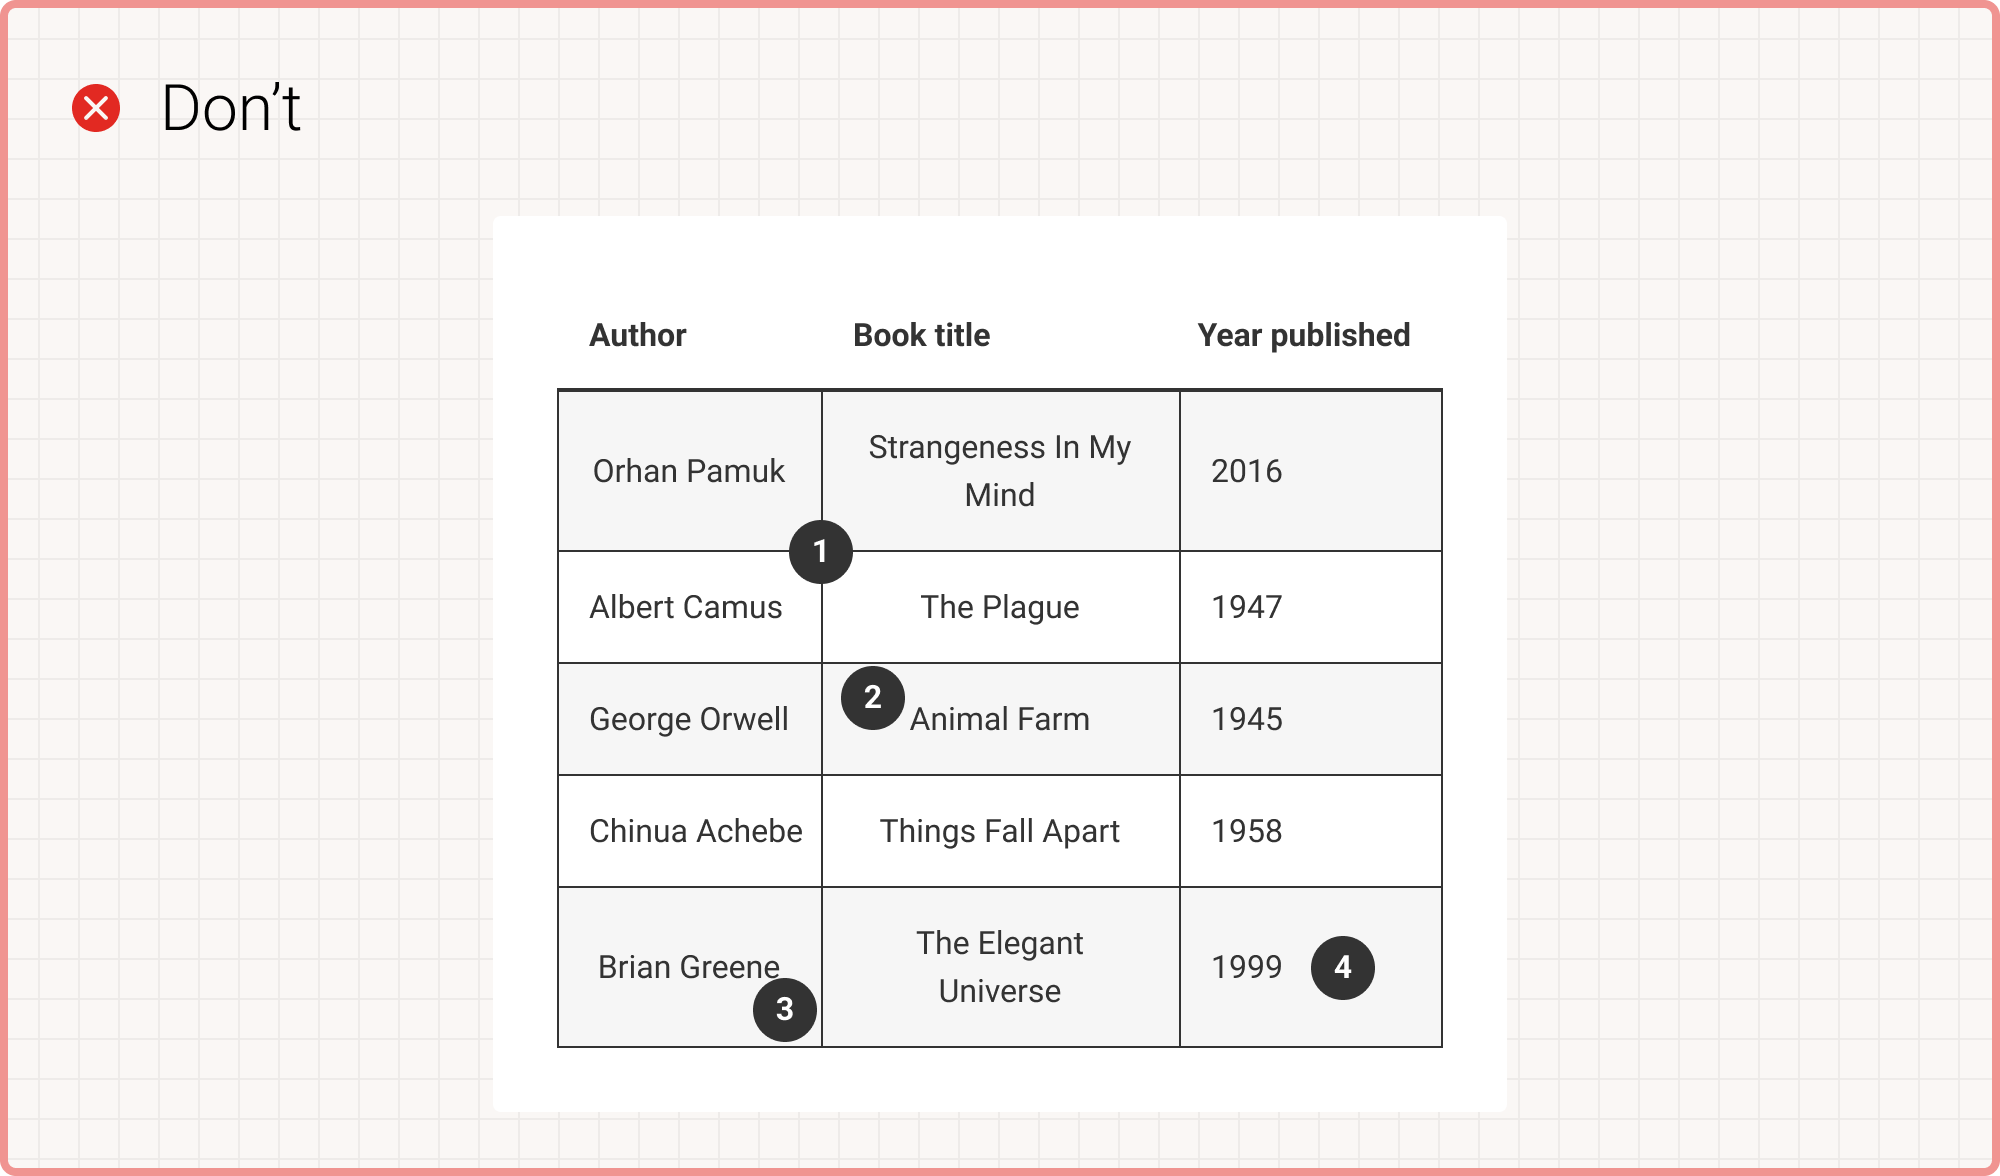 Don’t
Author Book title Year published
Orhan Pamuk Strangeness In My Mind 2016
1
Albert Camus The Plague 1947
2
George Orwell Animal Farm 1945
Chinua Achebe Things Fall Apart 1958
Brian Greene The Elegant Universe 1999 4
3